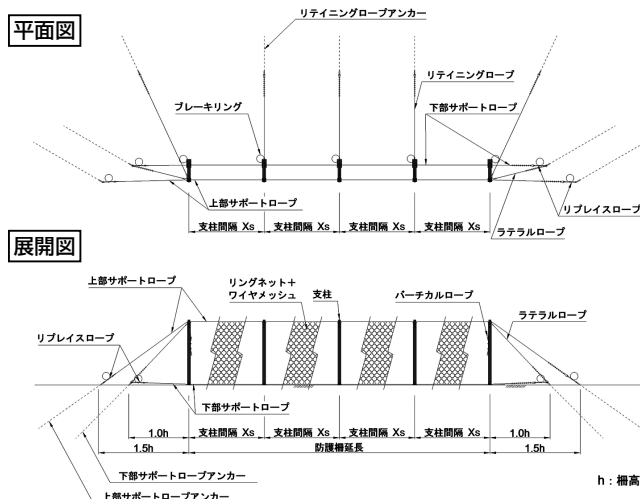 平面図
リテイニングロープアンカー
ブレーキリング
リテイニングロープ
下部サポートロープ
上部サポートロープ
リプレイスロープ
ラテラルロープ
支柱間隔 Xs
支柱間隔 Xs
支柱間隔 Xs
支柱間隔 Xs
展開図
上部サポートロープ
リングネット＋
ワイヤメッシュ
支柱
バーチカルロープ
ラテラルロープ
リプレイスロープ
下部サポートロープ
1.0h
支柱間隔 Xs
支柱間隔 Xs
支柱間隔 Xs
支柱間隔 Xs
1.0h
1.5h
防護柵延長
1.5h
下部サポートロープアンカー
上部サポートロープアンカー
h：柵高